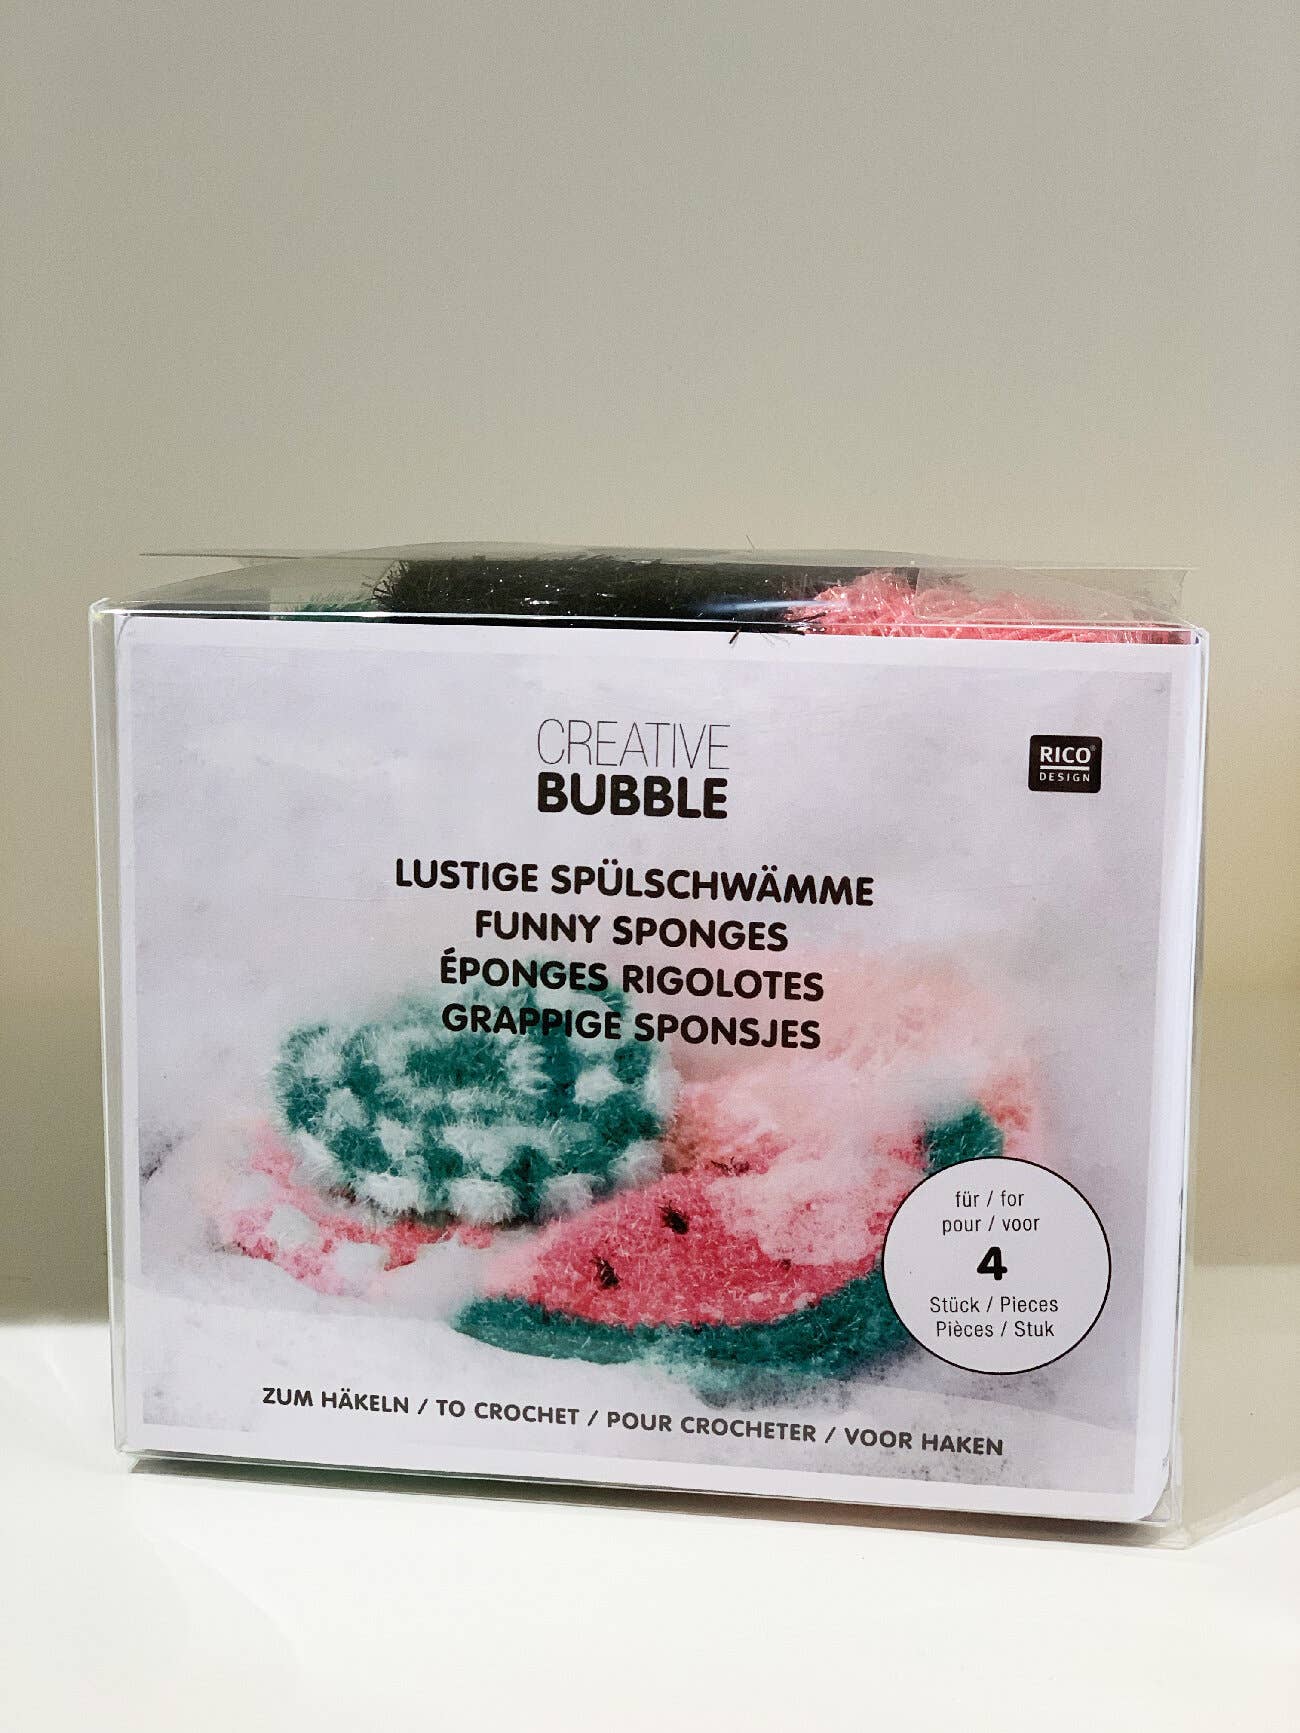 CREATIVE
BUBBLE
RICO®
DESIGN
LUSTIGE SPÜLSCHWÄMME
FUNNY SPONGES
ÉPONGES RIGOLOTES
GRAPPIGE SPONSJES
für / for
pour / voor
4
Stück / Pieces
Pièces / Stuk
ZUM HÄKELN / TO CROCHET / POUR CROCHETER / VOOR HAKEN